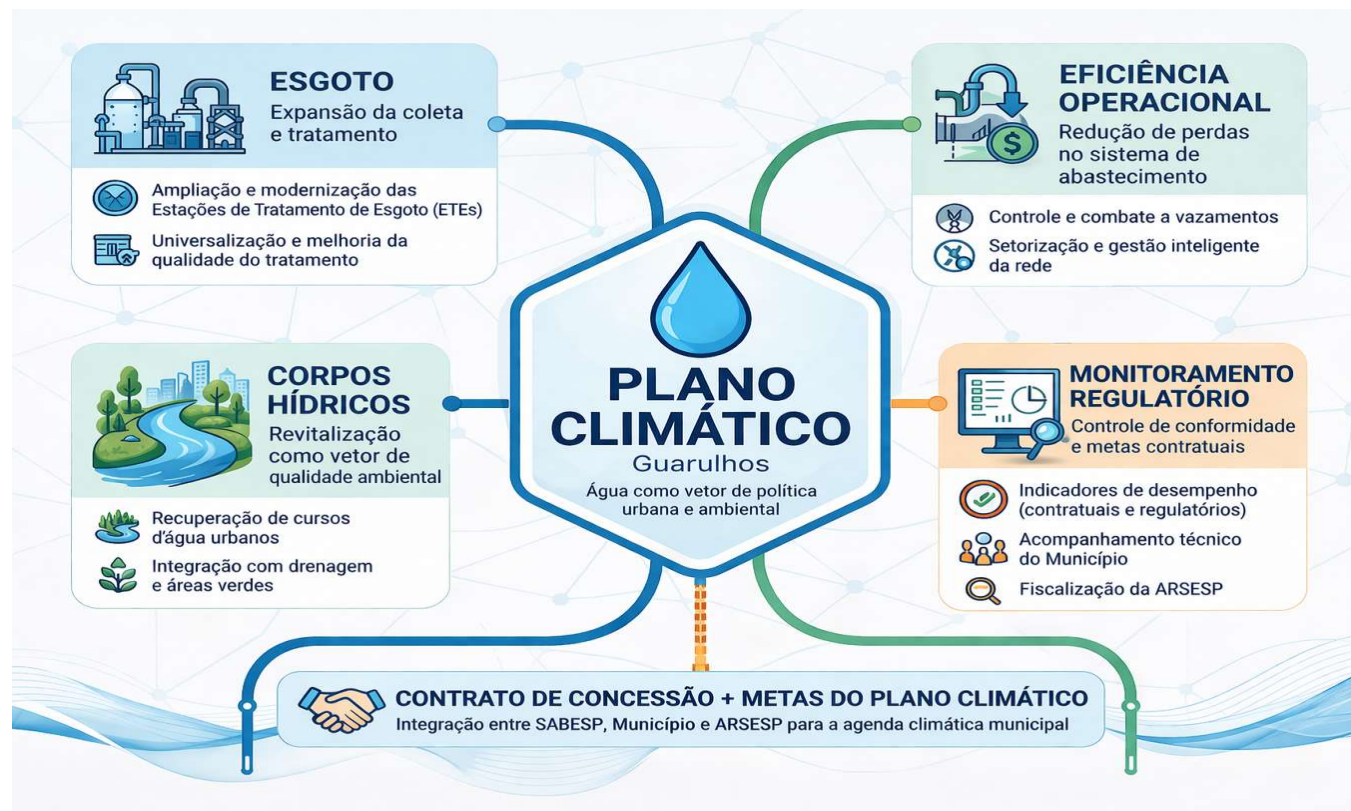 ESGOTO
Expansão da coleta
e tratamento
Ampliação e modernização das
Estações de Tratamento de Esgoto (ETEs)
Universalização e melhoria da
qualidade do tratamento
EFICIÊNCIA
OPERACIONAL
Redução de perdas
no sistema de
abastecimento
$
Controle e combate a vazamentos
Setorização e gestão inteligente
da rede
PLANO
CLIMÁTICO
Guarulhos
Água como vetor de política
urbana e ambiental
CORPOS
HÍDRICOS
Revitalização
como vetor de
qualidade ambiental
Recuperação de cursos
d'água urbanos
Integração com drenagem
e áreas verdes
MONITORAMENTO
REGULATÓRIO
Controle de conformidade
e metas contratuais
Indicadores de desempenho
(contratuais e regulatórios)
Acompanhamento técnico
do Município
Fiscalização da ARSESP
CONTRATO DE CONCESSÃO + METAS DO PLANO CLIMÁTICO
Integração entre SABESP, Município e ARSESP para a agenda climática municipal